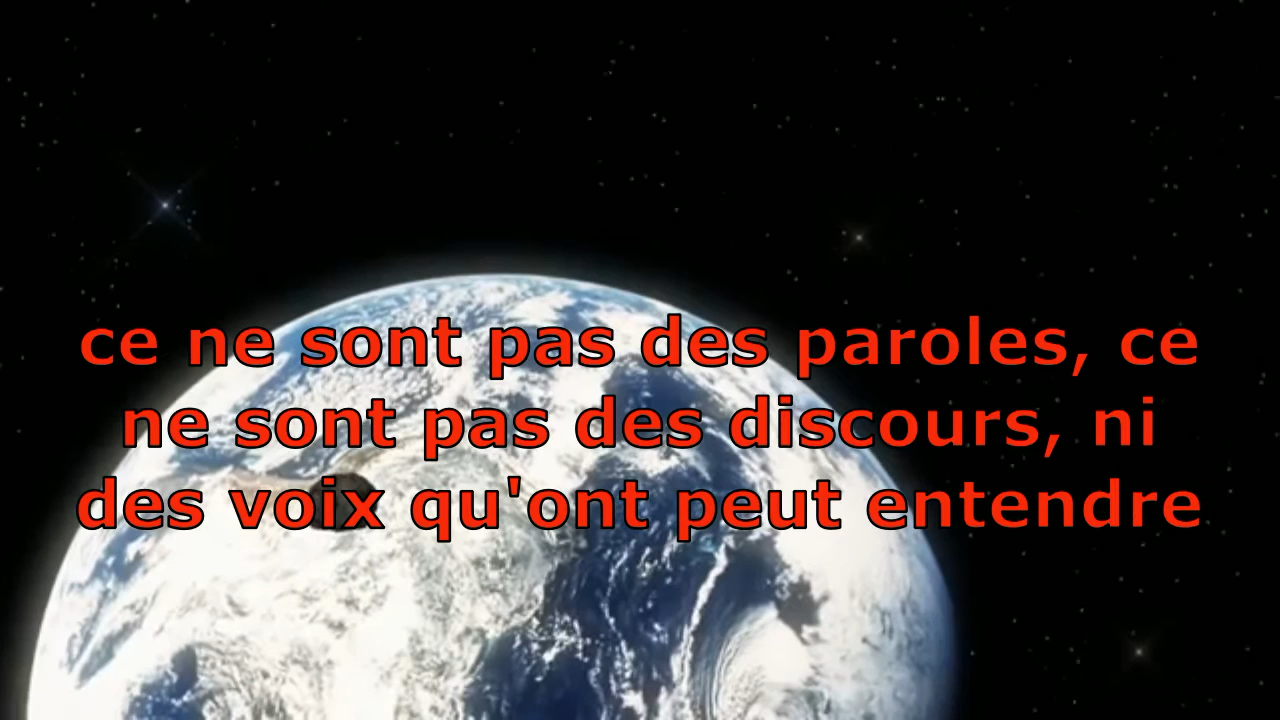 ce ne sont pas des paroles, ce
ne sont pas des discours, ni
des voix qu'ont peut entendre